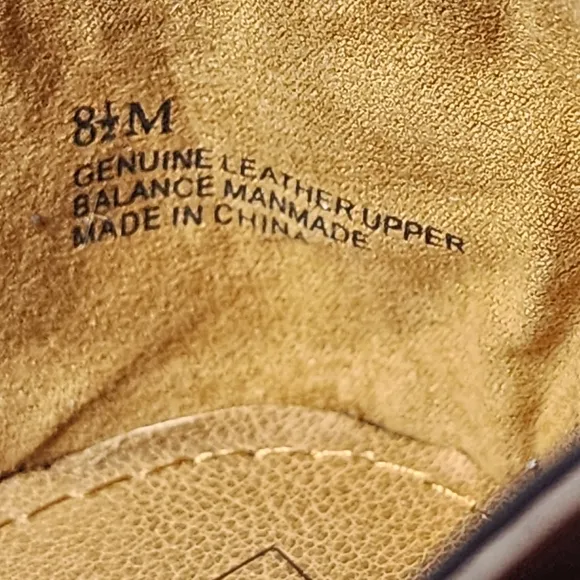 8½M
GENUINE LEATHER UPPER
BALANCE MANMADE
MADE IN CHINA